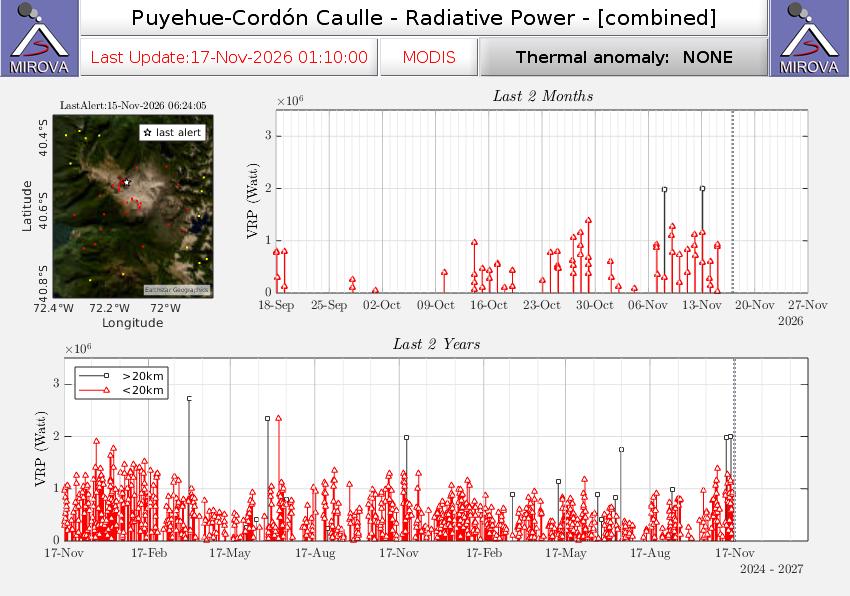 Puyehue-Cordón Caulle - Radiative Power - [combined]
MIROVA
Last Update:17-Nov-2026 01:10:00
MODIS
Thermal anomaly: NONE
MIROVA
LastAlert:15-Nov-2026 06:24:05
last alert
40.4°S
40.6°S
40.8°S
Latitude
Earthstar Geographics
72.4°W 72.2°W 72°W
Longitude
Last 2 Months
×10⁶
VRP (Watt)
3
2
1
0
18-Sep 25-Sep 02-Oct 09-Oct 16-Oct 23-Oct 30-Oct 06-Nov 13-Nov 20-Nov 27-Nov
2026
Last 2 Years
×10⁶
VRP (Watt)
>20km
<20km
3
2
1
0
17-Nov 17-Feb 17-May 17-Aug 17-Nov 17-Feb 17-May 17-Aug 17-Nov
2024 - 2027